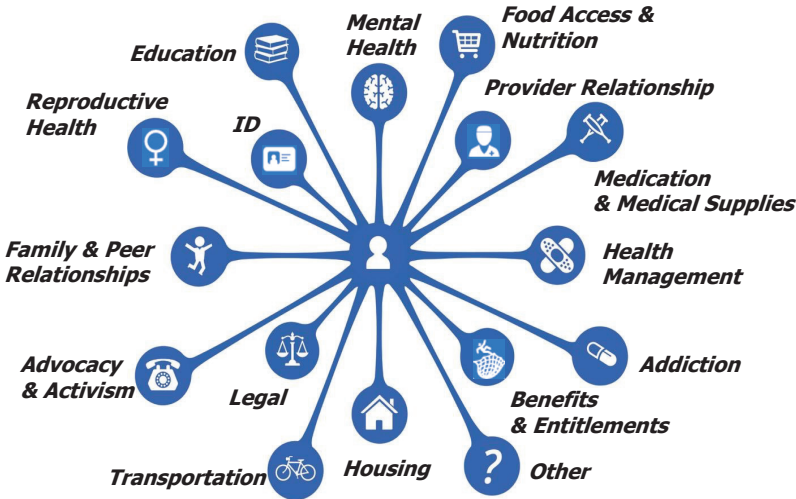 Mental
Health
Food Access &
Nutrition
Education
Provider Relationship
Reproductive
Health
ID
Medication
& Medical Supplies
Family & Peer
Relationships
Health
Management
Advocacy
& Activism
Legal
Addiction
Benefits
& Entitlements
Transportation
Housing
?
Other